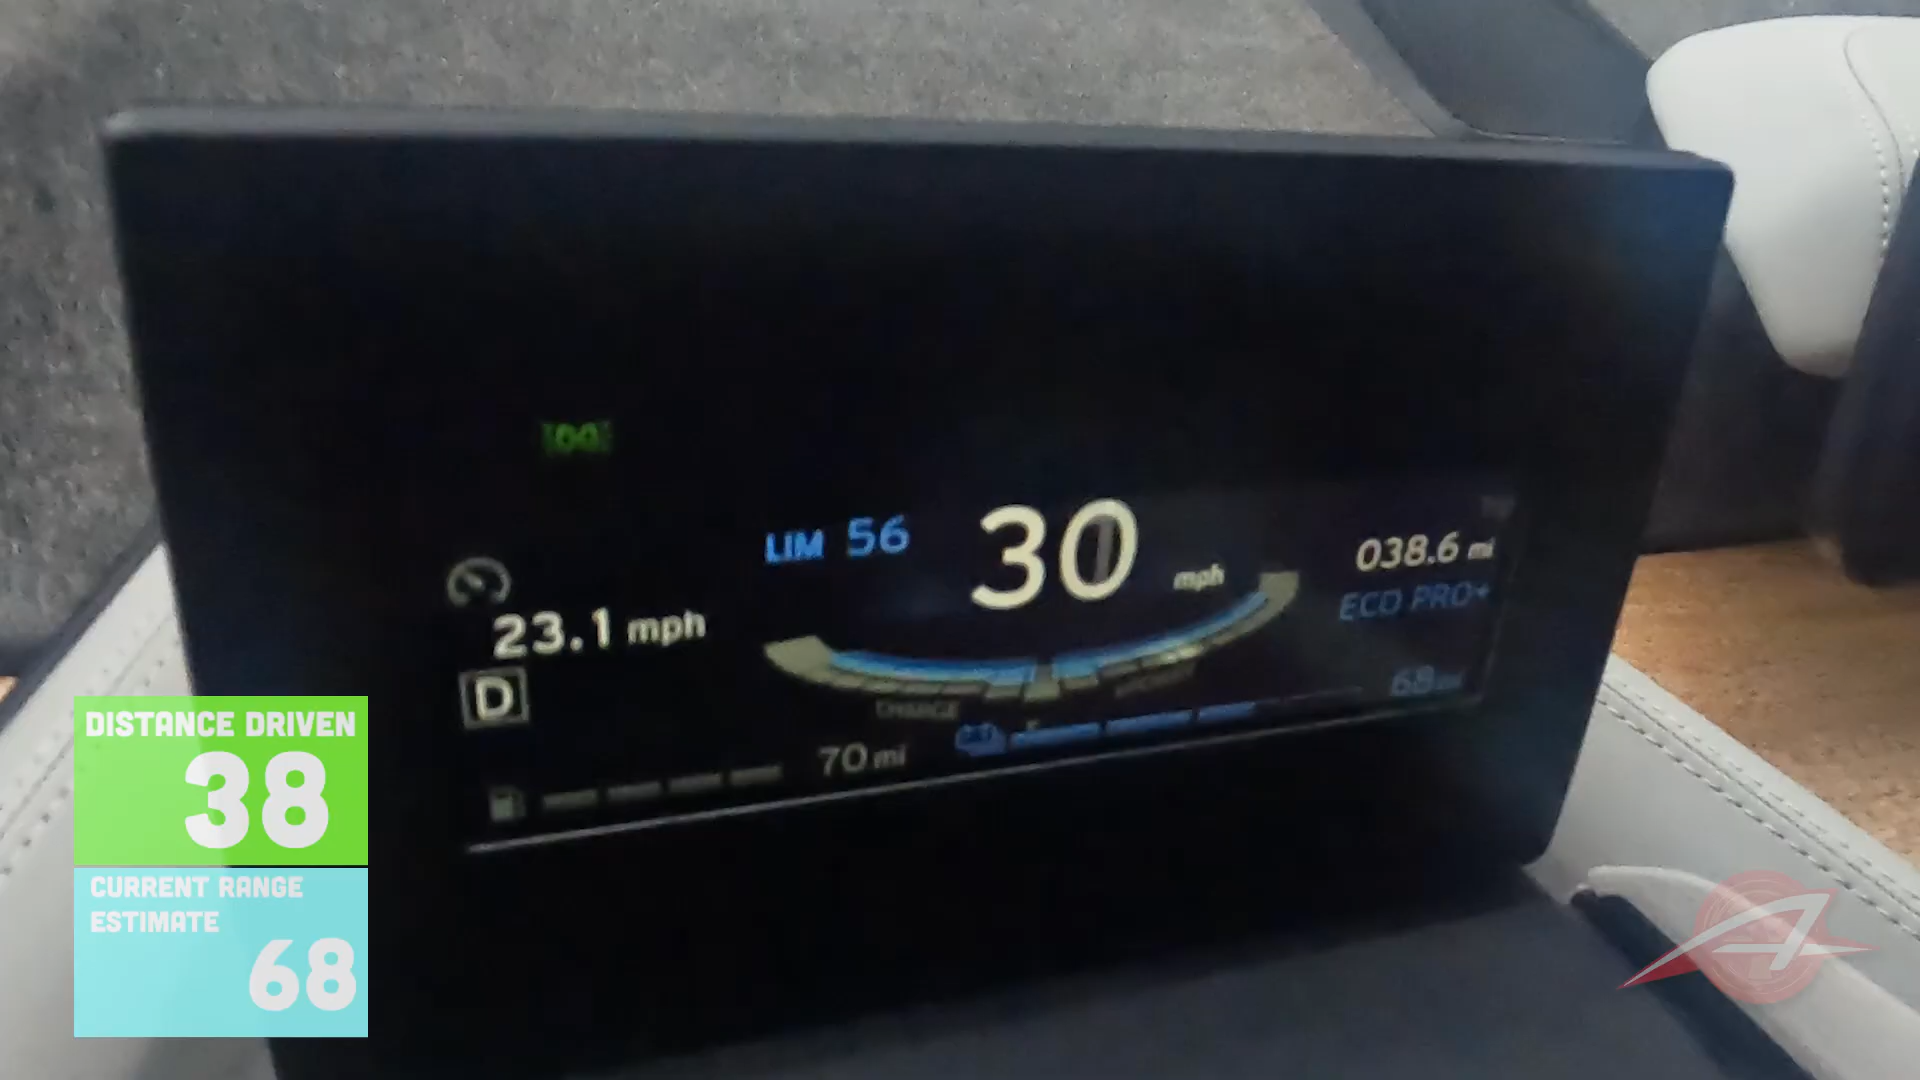 LIM 56
30 mph
038.6 mi
ECO PRO+
23.1 mph
D
CHARGE
68 mi
70 mi
DISTANCE DRIVEN
38
CURRENT RANGE
ESTIMATE
68